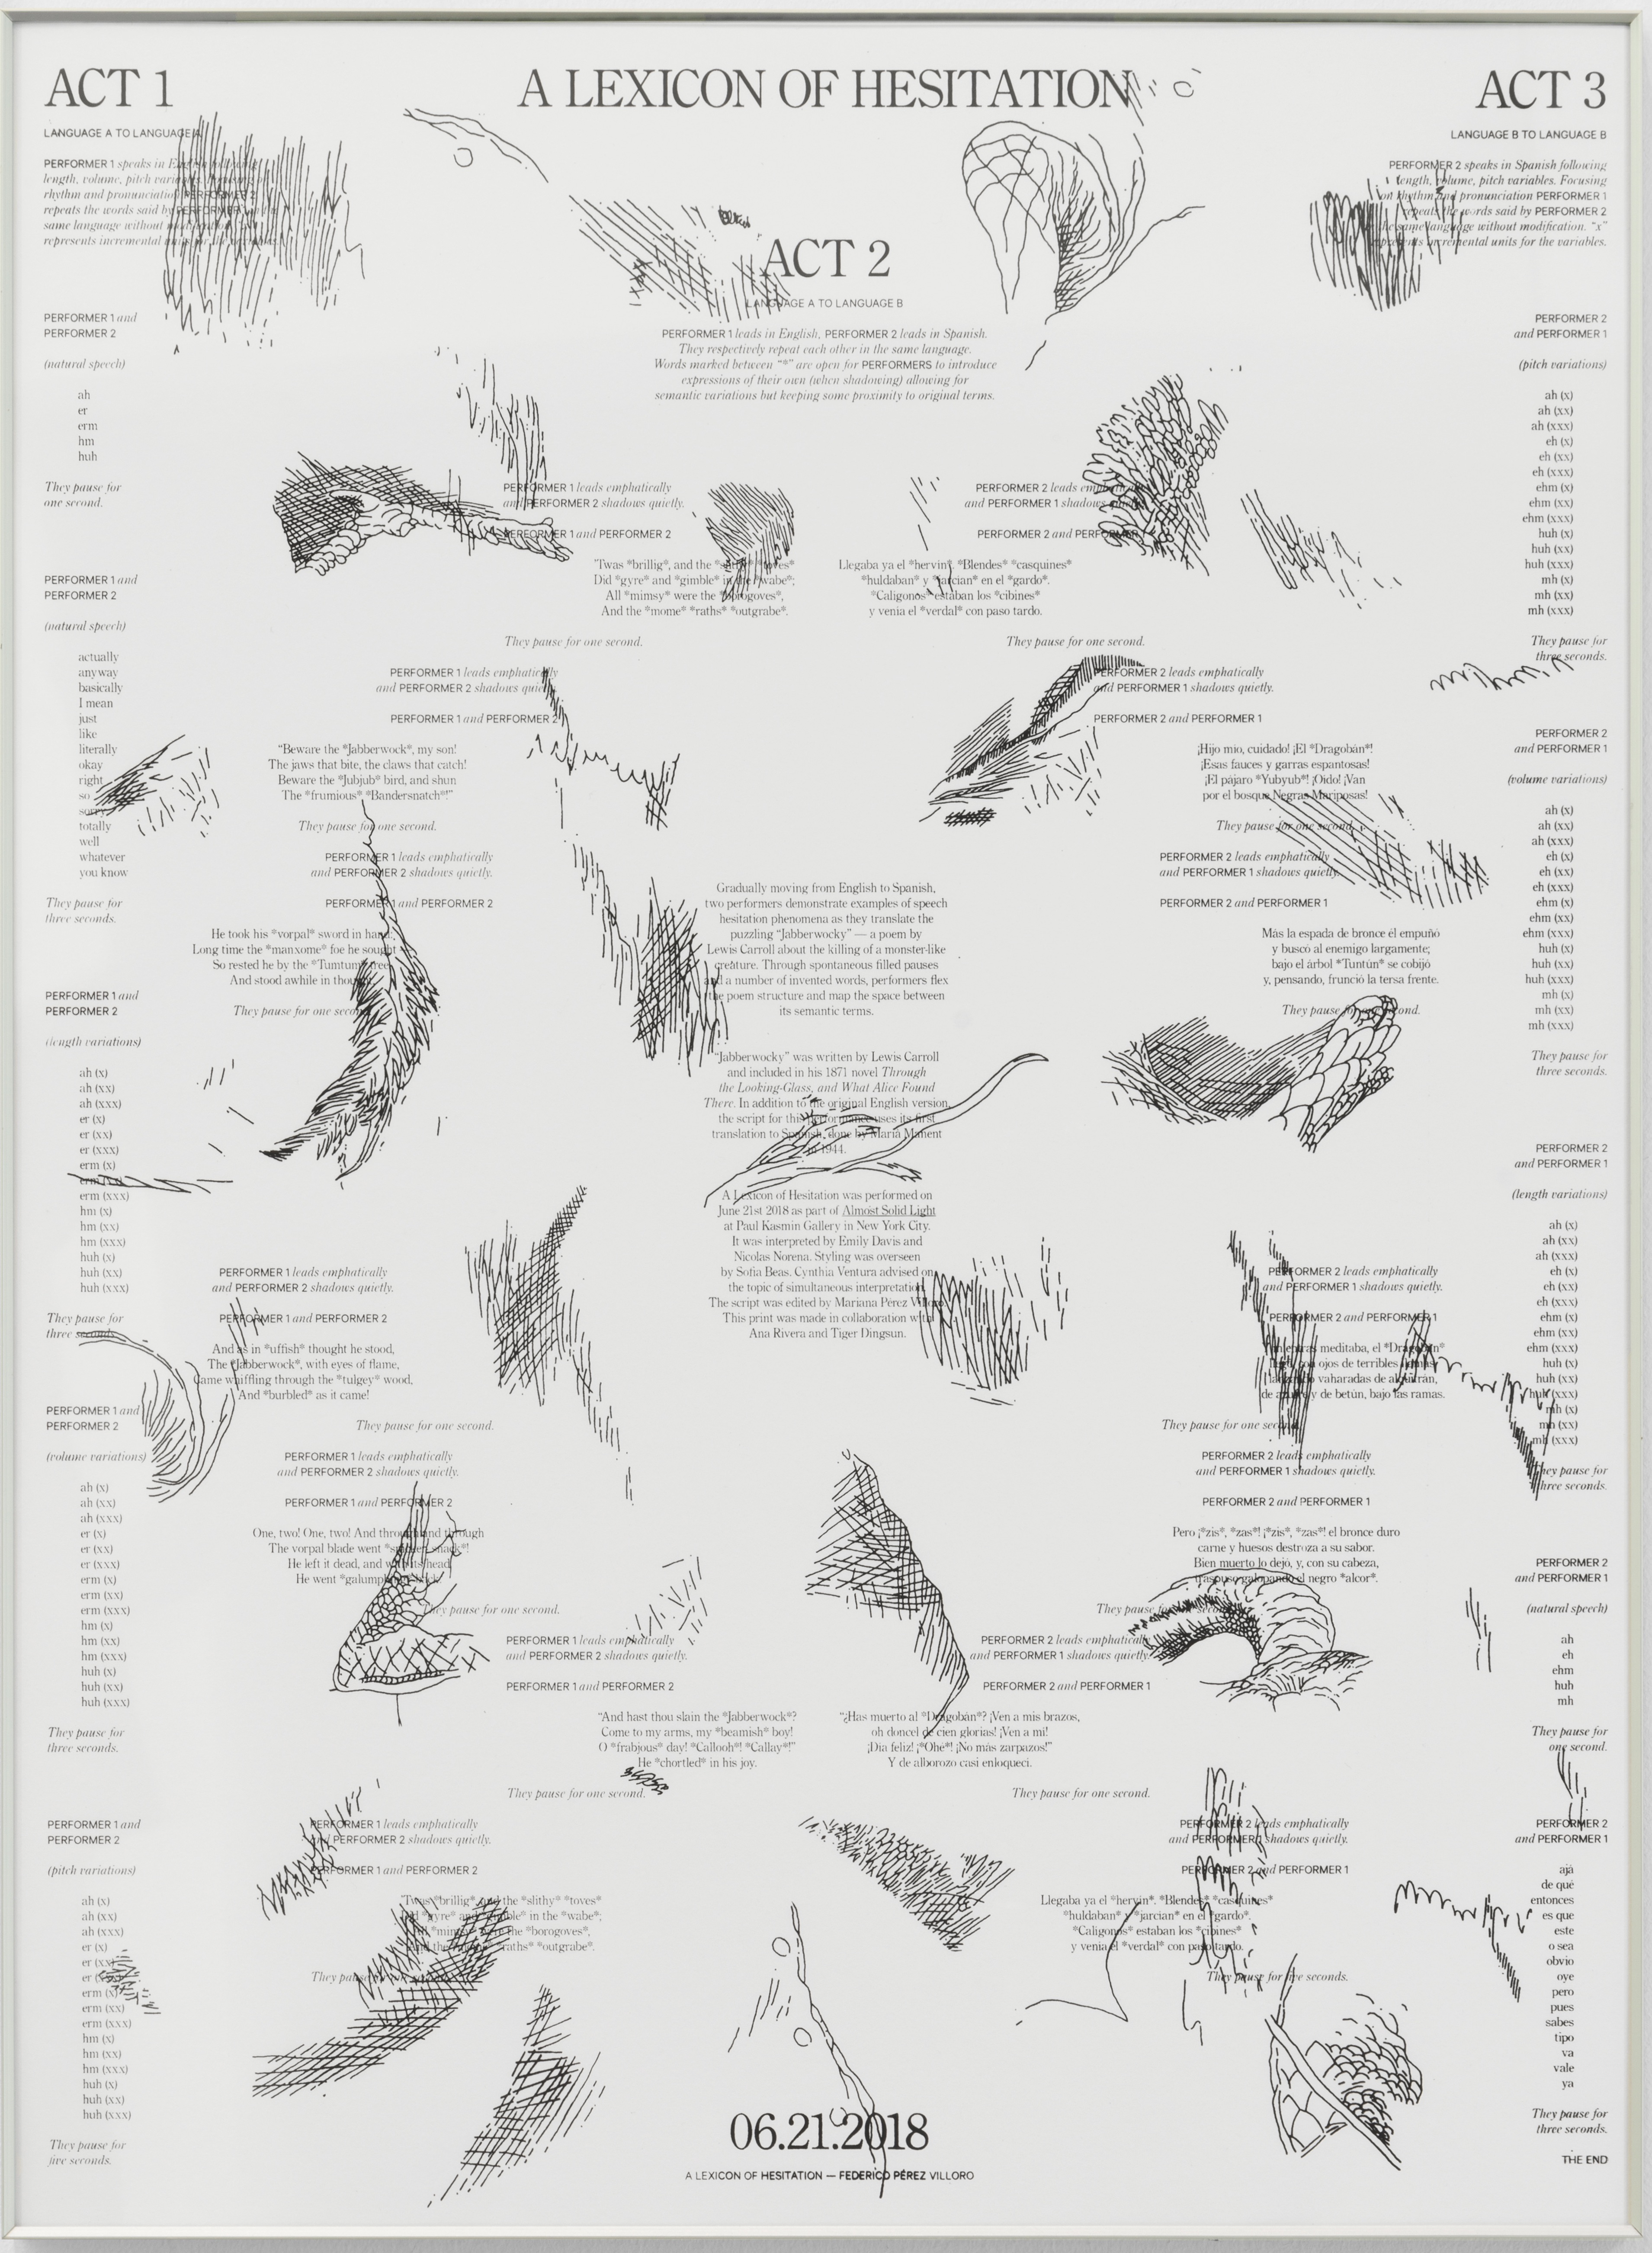 ACT 1
LANGUAGE A TO LANGUAGE A
PERFORMER 1 speaks in English following
length, volume, pitch variables. Focusing on
rhythm and pronunciation PERFORMER 2
repeats the words said by PERFORMER 1 in the
same language without modification. "x"
represents incremental units for the variables.
PERFORMER 1 and
PERFORMER 2
(natural speech)
ah
er
erm
hm
huh
They pause for
one second.
PERFORMER 1 and
PERFORMER 2
(natural speech)
actually
anyway
basically
I mean
just
like
literally
okay
right
so
sorry
totally
well
whatever
you know
They pause for
three seconds.
PERFORMER 1 and
PERFORMER 2
(length variations)
ah (x)
ah (xx)
ah (xxx)
er (x)
er (xx)
er (xxx)
erm (x)
erm (xx)
erm (xxx)
hm (x)
hm (xx)
hm (xxx)
huh (x)
huh (xx)
huh (xxx)
They pause for
three seconds.
PERFORMER 1 and
PERFORMER 2
(volume variations)
ah (x)
ah (xx)
ah (xxx)
er (x)
er (xx)
er (xxx)
erm (x)
erm (xx)
erm (xxx)
hm (x)
hm (xx)
hm (xxx)
huh (x)
huh (xx)
huh (xxx)
They pause for
three seconds.
PERFORMER 1 and
PERFORMER 2
(pitch variations)
ah (x)
ah (xx)
ah (xxx)
er (x)
er (xx)
er (xxx)
erm (x)
erm (xx)
erm (xxx)
hm (x)
hm (xx)
hm (xxx)
huh (x)
huh (xx)
huh (xxx)
They pause for
five seconds.
A LEXICON OF HESITATION
ACT 2
LANGUAGE A TO LANGUAGE B
PERFORMER 1 leads in English, PERFORMER 2 leads in Spanish.
They respectively repeat each other in the same language.
Words marked between "*" are open for PERFORMERS to introduce
expressions of their own (when shadowing) allowing for
semantic variations but keeping some proximity to original terms.
PERFORMER 1 leads emphatically
and PERFORMER 2 shadows quietly.
PERFORMER 1 and PERFORMER 2
'Twas *brillig*, and the *slithy* *toves*
Did *gyre* and *gimble* in the *wabe*;
All *mimsy* were the *borogoves*,
And the *mome* *raths* *outgrabe*.
They pause for one second.
PERFORMER 2 leads emphatically
and PERFORMER 1 shadows quietly.
PERFORMER 2 and PERFORMER 1
Llegaba ya el *hervin*. *Blendes* *casquines*
*huldaban* y *jarcian* en el *gardo*.
*Caligonos* estaban los *cibines*
y venia el *verdal* con paso tardo.
They pause for one second.
PERFORMER 1 leads emphatically
and PERFORMER 2 shadows quietly.
PERFORMER 1 and PERFORMER 2
"Beware the *Jabberwock*, my son!
The jaws that bite, the claws that catch!
Beware the *Jubjub* bird, and shun
The *frumious* *Bandersnatch*!"
They pause for one second.
PERFORMER 2 leads emphatically
and PERFORMER 1 shadows quietly.
PERFORMER 2 and PERFORMER 1
¡Hijo mío, cuidado! ¡El *Dragobán*!
¡Esas fauces y garras espantosas!
¡El pájaro *Yubyub*! ¡Oído! ¡Van
por el bosque Negras Mariposas!
They pause for one second.
PERFORMER 1 leads emphatically
and PERFORMER 2 shadows quietly.
PERFORMER 1 and PERFORMER 2
He took his *vorpal* sword in hand:
Long time the *manxome* foe he sought
So rested he by the *Tumtum* tree,
And stood awhile in thought.
They pause for one second.
PERFORMER 2 leads emphatically
and PERFORMER 1 shadows quietly.
PERFORMER 2 and PERFORMER 1
Más la espada de bronce él empuñó
y buscó al enemigo largamente;
bajo el árbol *Tuntún* se cobijó
y, pensando, frunció la tersa frente.
They pause for one second.
Gradually moving from English to Spanish,
two performers demonstrate examples of speech
hesitation phenomena as they translate the
puzzling "Jabberwocky" — a poem by
Lewis Carroll about the killing of a monster-like
creature. Through spontaneous filled pauses
and a number of invented words, performers flex
the poem structure and map the space between
its semantic terms.
"Jabberwocky" was written by Lewis Carroll
and included in his 1871 novel Through
the Looking-Glass, and What Alice Found
There. In addition to the original English version,
the script for this performance uses its first
translation to Spanish, done by María Manent
in 1944.
A Lexicon of Hesitation was performed on
June 21st 2018 as part of Almost Solid Light
at Paul Kasmin Gallery in New York City.
It was interpreted by Emily Davis and
Nicolas Norena. Styling was overseen
by Sofia Beas. Cynthia Ventura advised on
the topic of simultaneous interpretation.
The script was edited by Mariana Pérez Villoro.
This print was made in collaboration with
Ana Rivera and Tiger Dingsun.
PERFORMER 1 leads emphatically
and PERFORMER 2 shadows quietly.
PERFORMER 1 and PERFORMER 2
And as in *uffish* thought he stood,
The *Jabberwock*, with eyes of flame,
Came whiffling through the *tulgey* wood,
And *burbled* as it came!
They pause for one second.
PERFORMER 2 leads emphatically
and PERFORMER 1 shadows quietly.
PERFORMER 2 and PERFORMER 1
Mientras meditaba, el *Dragobán*
con ojos de terribles llamas,
vaharadas de alquitrán,
de y de betún, bajo las ramas.
They pause for one second.
PERFORMER 1 leads emphatically
and PERFORMER 2 shadows quietly.
PERFORMER 1 and PERFORMER 2
One, two! One, two! And through and through
The vorpal blade went *snicker-snack*!
He left it dead, and with its head
He went *galumphing* back.
They pause for one second.
PERFORMER 2 leads emphatically
and PERFORMER 1 shadows quietly.
PERFORMER 2 and PERFORMER 1
Pero ¡*zis*, *zas*! ¡*zis*, *zas*! el bronce duro
carne y huesos destroza a su sabor.
Bien muerto lo dejó, y, con su cabeza,
traspuso galopando el negro *alcor*.
They pause for one second.
PERFORMER 1 leads emphatically
and PERFORMER 2 shadows quietly.
PERFORMER 1 and PERFORMER 2
"And hast thou slain the *Jabberwock*?
Come to my arms, my *beamish* boy!
O *frabjous* day! *Callooh*! *Callay*!"
He *chortled* in his joy.
They pause for one second.
PERFORMER 2 leads emphatically
and PERFORMER 1 shadows quietly.
PERFORMER 2 and PERFORMER 1
"¿Has muerto al *Dragobán*? ¡Ven a mis brazos,
oh doncel de cien glorias! ¡Ven a mí!
¡Día feliz! ¡*Ohé*! ¡No más zarpazos!"
Y de alborozo casi enloqueci.
They pause for one second.
PERFORMER 1 leads emphatically
and PERFORMER 2 shadows quietly.
PERFORMER 1 and PERFORMER 2
'Twas *brillig*, and the *slithy* *toves*
Did *gyre* and *gimble* in the *wabe*;
All *mimsy* were the *borogoves*,
And the *mome* *raths* *outgrabe*.
They pause for seconds.
PERFORMER 2 leads emphatically
and PERFORMER 1 shadows quietly.
PERFORMER 2 and PERFORMER 1
Llegaba ya el *hervin*. *Blendes* *casquines*
*huldaban* y *jarcian* en el *gardo*.
*Caligonos* estaban los *cibines*
y venia el *verdal* con paso tardo.
They pause for five seconds.
06.21.2018
A LEXICON OF HESITATION — FEDERICO PÉREZ VILLORO
ACT 3
LANGUAGE B TO LANGUAGE B
PERFORMER 2 speaks in Spanish following
length, volume, pitch variables. Focusing
on rhythm and pronunciation PERFORMER 1
repeats the words said by PERFORMER 2
in the same language without modification. "x"
represents incremental units for the variables.
PERFORMER 2
and PERFORMER 1
(pitch variations)
ah (x)
ah (xx)
ah (xxx)
eh (x)
eh (xx)
eh (xxx)
ehm (x)
ehm (xx)
ehm (xxx)
huh (x)
huh (xx)
huh (xxx)
mh (x)
mh (xx)
mh (xxx)
They pause for
three seconds.
PERFORMER 2
and PERFORMER 1
(volume variations)
ah (x)
ah (xx)
ah (xxx)
eh (x)
eh (xx)
eh (xxx)
ehm (x)
ehm (xx)
ehm (xxx)
huh (x)
huh (xx)
huh (xxx)
mh (x)
mh (xx)
mh (xxx)
They pause for
three seconds.
PERFORMER 2
and PERFORMER 1
(length variations)
ah (x)
ah (xx)
ah (xxx)
eh (x)
eh (xx)
eh (xxx)
ehm (x)
ehm (xx)
ehm (xxx)
huh (x)
huh (xx)
huh (xxx)
mh (x)
mh (xx)
mh (xxx)
They pause for
three seconds.
PERFORMER 2
and PERFORMER 1
(natural speech)
ah
eh
ehm
huh
mh
They pause for
one second.
PERFORMER 2
and PERFORMER 1
ajá
de qué
entonces
es que
este
o sea
obvio
oye
pero
pues
sabes
tipo
va
vale
ya
They pause for
three seconds.
THE END